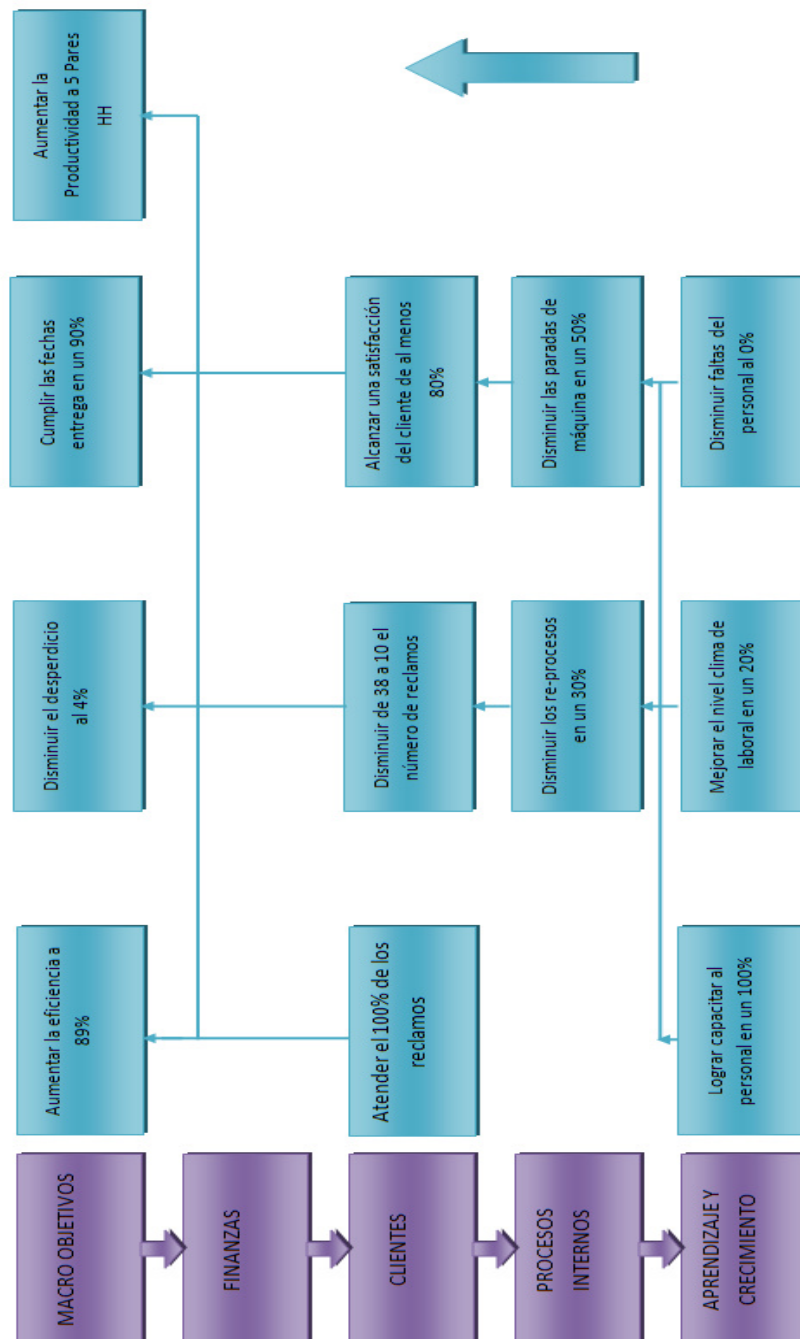 MACRO OBJETIVOS
Aumentar la eficiencia a
89%
Disminuir el desperdicio
al 4%
Cumplir las fechas
entrega en un 90%
Aumentar la
Productividad a 5 Pares
HH
FINANZAS
CLIENTES
Atender el 100% de los
reclamos
Disminuir de 38 a 10 el
número de reclamos
Alcanzar una satisfacción
del cliente de al menos
80%
PROCESOS
INTERNOS
Disminuir los re-procesos
en un 30%
Disminuir las paradas de
máquina en un 50%
APRENDIZAJE Y
CRECIMIENTO
Lograr capacitar al
personal en un 100%
Mejorar el nivel clima de
laboral en un 20%
Disminuir faltas del
personal al 0%